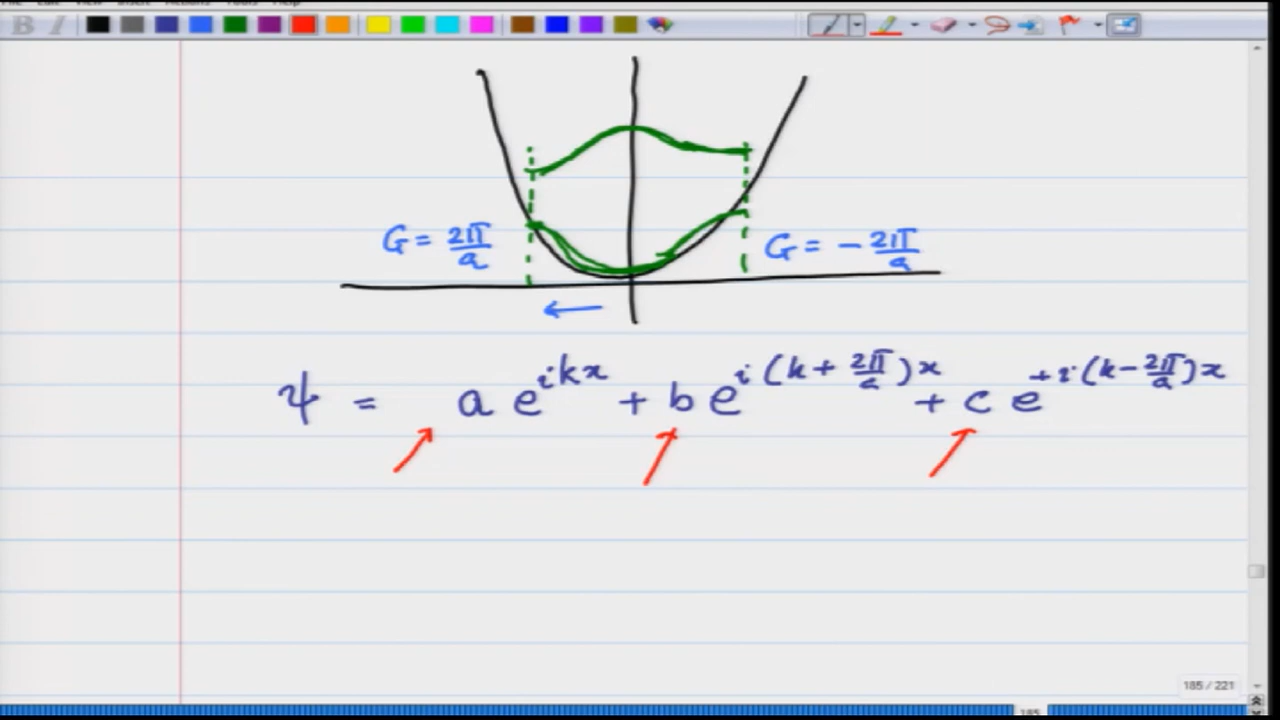 G = 2π/a
G = - 2π/a
ψ = a e^{ikx} + b e^{i(k + 2π/a)x} + c e^{+i(k - 2π/a)x}
185 / 221